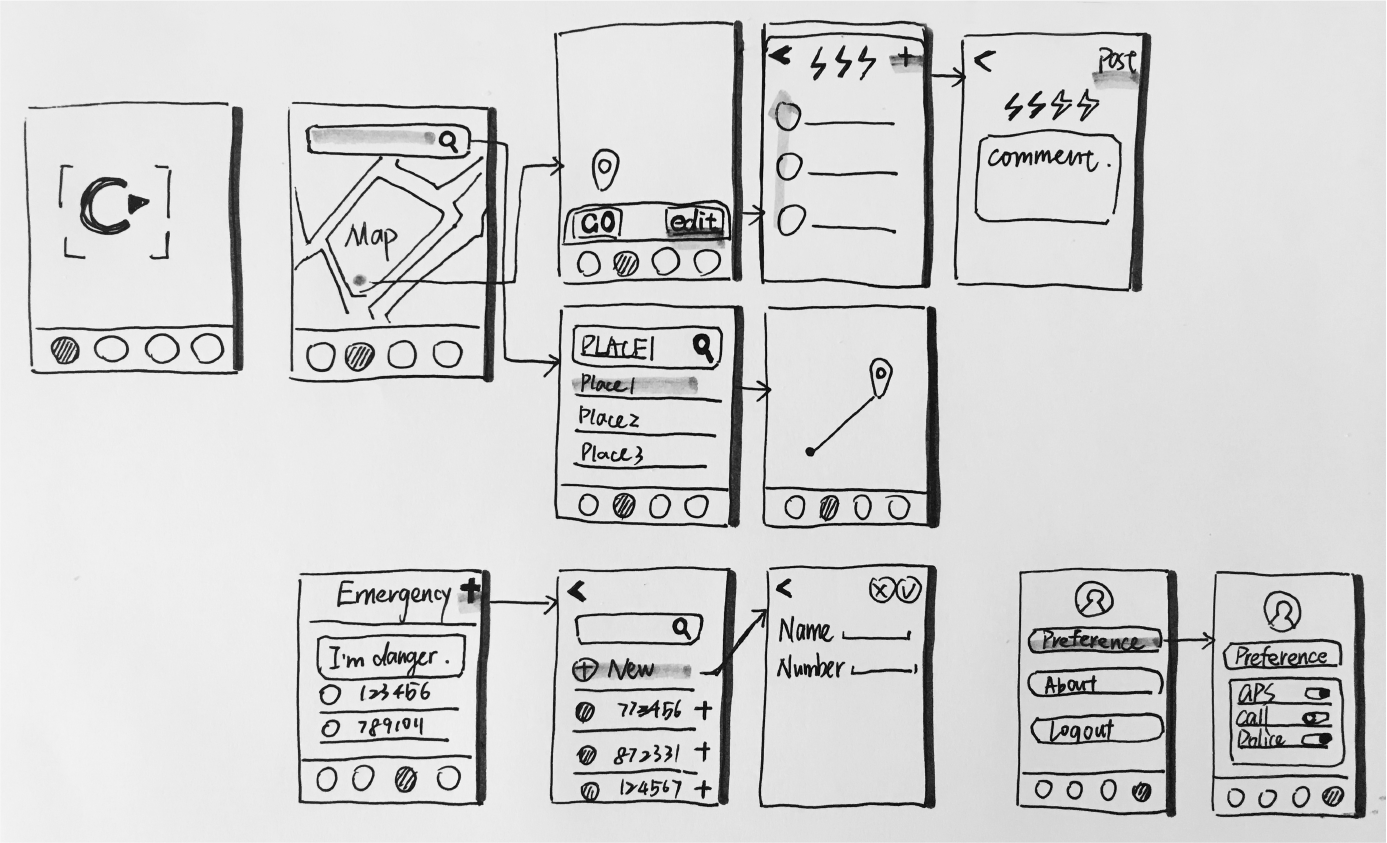 Map
GO
edit
Post
comment.
PLACE1
Place1
Place2
Place3
Emergency
I'm danger.
123456
789104
New
773456
872331
124567
Name
Number
Preference
About
Logout
Preference
GPS
Call
Police